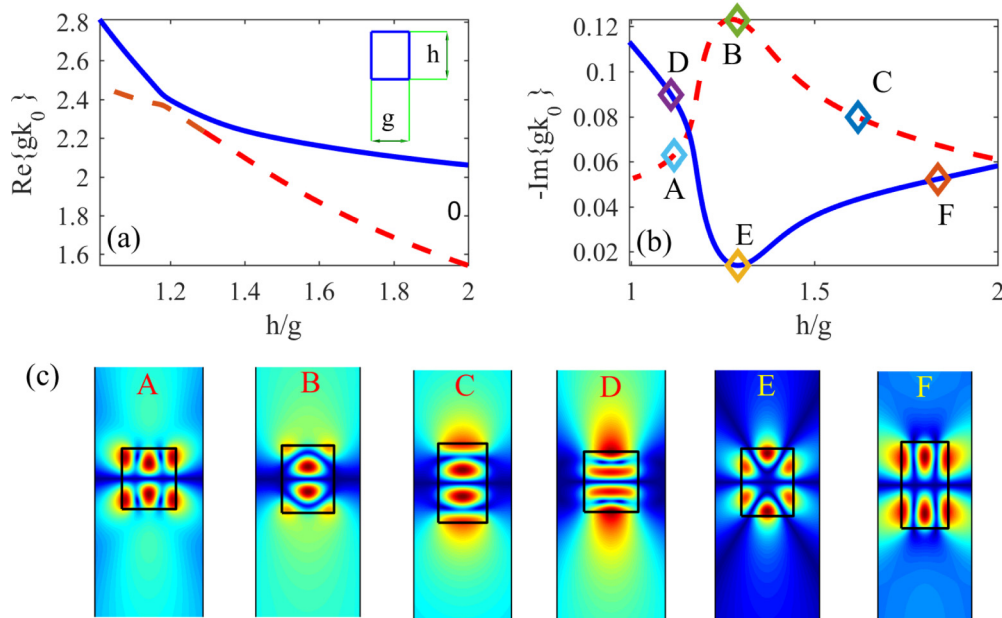 Re{gk0}
2.8
2.6
2.4
2.2
2
1.8
1.6
h
g
0
(a)
1.2 1.4 1.6 1.8 2
h/g
-Im{gk0}
0.12
0.1
0.08
0.06
0.04
0.02
D
B
C
A
E
F
(b)
1 1.5 2
h/g
(c)
A B C D E F